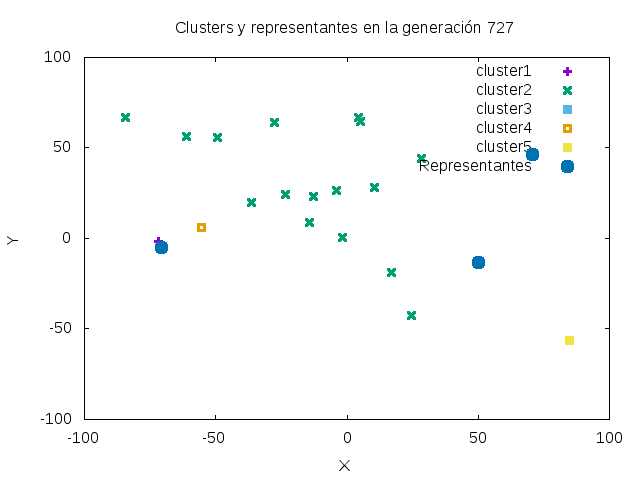 Clusters y representantes en la generación 727
100
50
0
-50
-100
-100
-50
0
50
100
Y
X
cluster1
cluster2
cluster3
cluster4
cluster5
Representantes